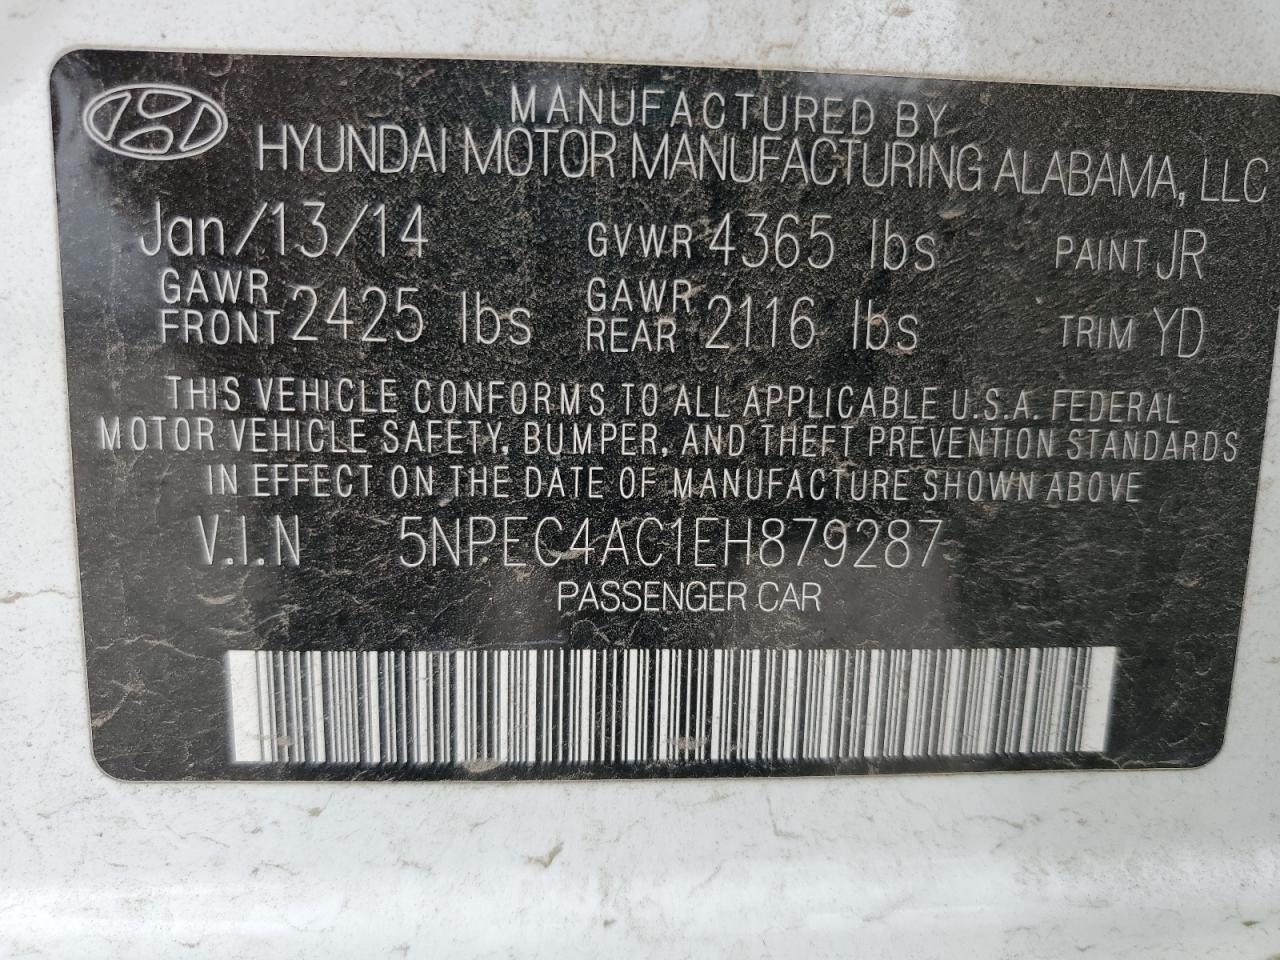 MANUFACTURED BY
HYUNDAI MOTOR MANUFACTURING ALABAMA, LLC
Jan/13/14 GVWR 4365 lbs PAINT JR
GAWR FRONT 2425 lbs GAWR REAR 2116 lbs TRIM YD
THIS VEHICLE CONFORMS TO ALL APPLICABLE U.S.A. FEDERAL
MOTOR VEHICLE SAFETY, BUMPER, AND THEFT PREVENTION STANDARDS
IN EFFECT ON THE DATE OF MANUFACTURE SHOWN ABOVE
V.I.N 5NPEC4AC1EH879287
PASSENGER CAR